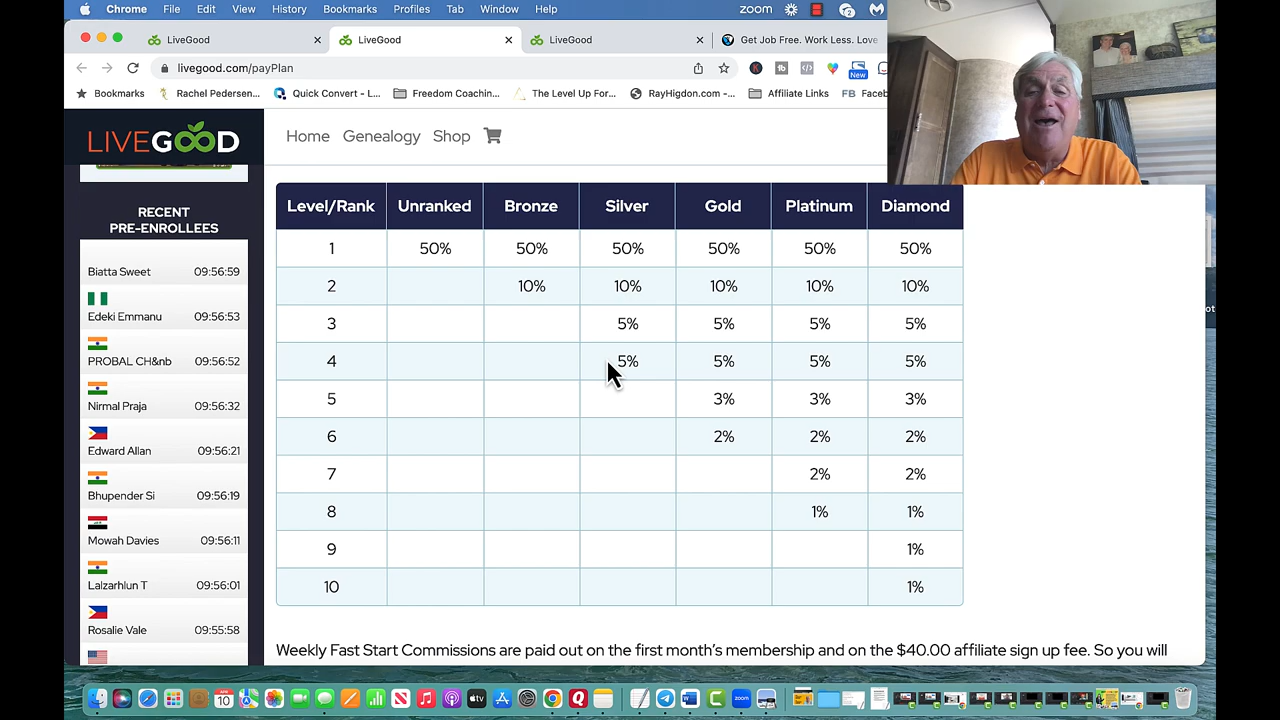 Chrome File Edit View History Bookmarks Profiles Tab Window Help zoom
LiveGood LiveGood LiveGood Get Job Free. Work Less. Love
livegood.com/payPlan
New
Bookmarks Rachel Pedersen... Quick Convert - L... Freedom Coachin... The Level Up For... RayHigdon.com -... Affiliate Links FB Faceb
LIVEGOOD
Home Genealogy Shop
RECENT
PRE-ENROLLEES
Biatta Sweet 09:56:59
Edeki Emmanu 09:56:53
PROBAL CH&nb 09:56:52
Nirmal Praja 09:56:32
Edward Allan 09:56:21
Bhupender Si 09:56:19
Mowah Davies 09:56:11
Lalzarhlun T 09:56:01
Rosalie Vale 09:55:58
Level/Rank Unranked Bronze Silver Gold Platinum Diamond
1 50% 50% 50% 50% 50% 50%
2 10% 10% 10% 10% 10%
3 5% 5% 5% 5%
4 5% 5% 5% 5%
5 3% 3% 3%
6 2% 2% 2%
7 2% 2%
8 1% 1%
9 1%
10 1%
Weekly Fast Start Commissions are paid out on the first month's membership and on the $40.00 affiliate sign up fee. So you will
ot
zoom